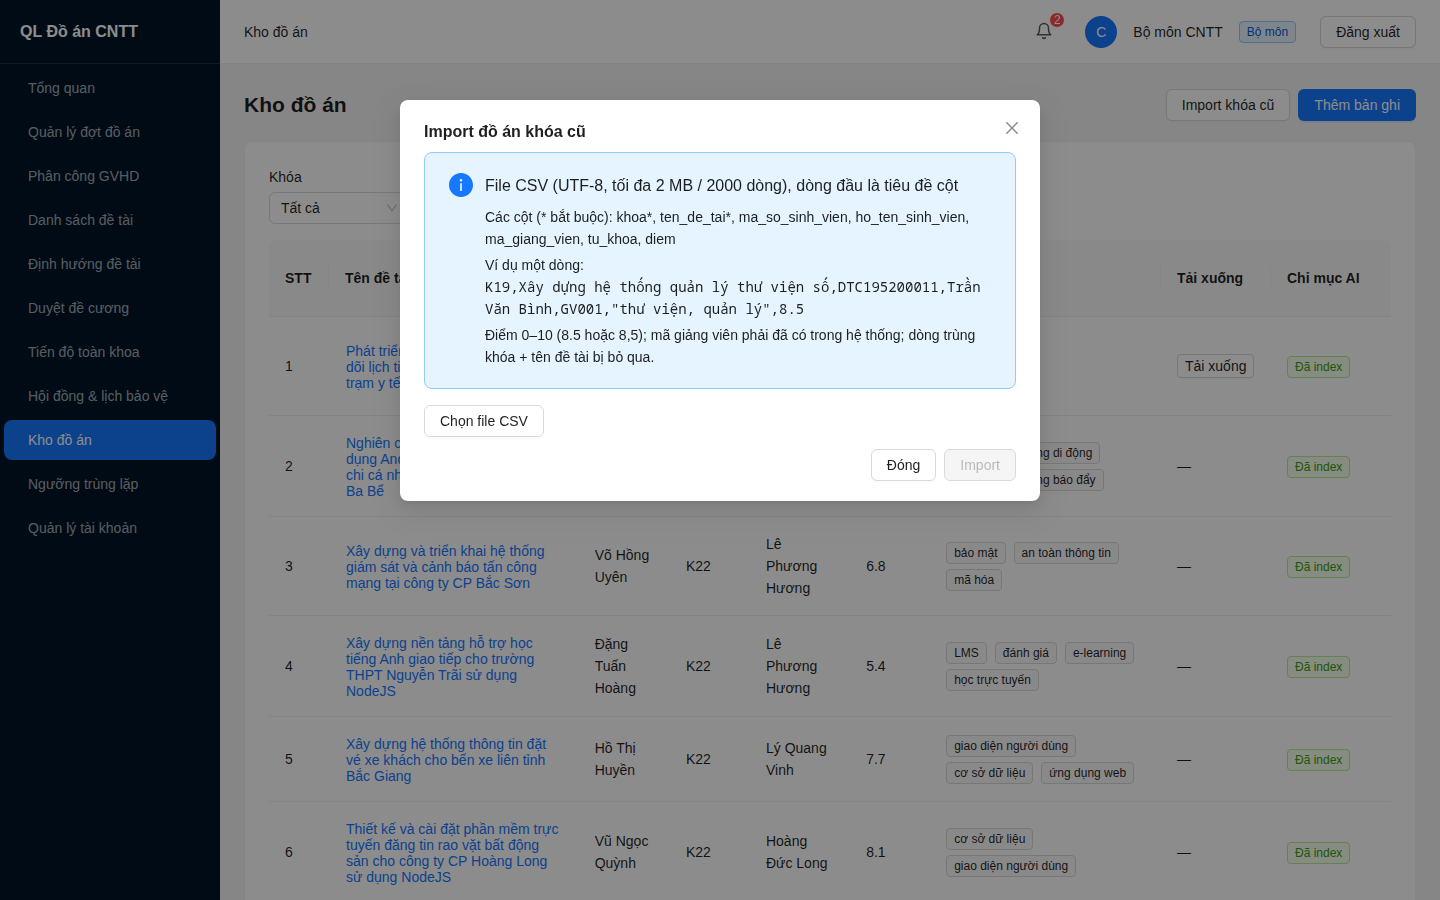 QL Đồ án CNTT
Kho đồ án
2
C
Bộ môn CNTT
Bộ môn
Đăng xuất
Tổng quan
Quản lý đợt đồ án
Phân công GVHD
Danh sách đề tài
Định hướng đề tài
Duyệt đề cương
Tiến độ toàn khoa
Hội đồng & lịch bảo vệ
Kho đồ án
Ngưỡng trùng lặp
Quản lý tài khoản
Kho đồ án
Import khóa cũ
Thêm bản ghi
Khóa
Tất cả
Import đồ án khóa cũ
File CSV (UTF-8, tối đa 2 MB / 2000 dòng), dòng đầu là tiêu đề cột
Các cột (* bắt buộc): khoa*, ten_de_tai*, ma_so_sinh_vien, ho_ten_sinh_vien,
ma_giang_vien, tu_khoa, diem
Ví dụ một dòng:
K19,Xây dựng hệ thống quản lý thư viện số,DTC195200011,Trần
Văn Bình,GV001,"thư viện, quản lý",8.5
Điểm 0–10 (8.5 hoặc 8,5); mã giảng viên phải đã có trong hệ thống; dòng trùng
khóa + tên đề tài bị bỏ qua.
Chọn file CSV
Đóng
Import
STT
Tên đề
Tải xuống
Chỉ mục AI
1
Phát
dõi lịch
trạm y
Tải xuống
Đã index
2
Nghiên
dụng
chi cá
Ba Bể
di động
báo đẩy
—
Đã index
3
Xây dựng và triển khai hệ thống
giám sát và cảnh báo tấn công
mạng tại công ty CP Bắc Sơn
Võ Hồng
Uyên
K22
Lê
Phương
Hương
6.8
bảo mật
an toàn thông tin
mã hóa
—
Đã index
4
Xây dựng nền tảng hỗ trợ học
tiếng Anh giao tiếp cho trường
THPT Nguyễn Trãi sử dụng
NodeJS
Đặng
Tuấn
Hoàng
K22
Lê
Phương
Hương
5.4
LMS
đánh giá
e-learning
học trực tuyến
—
Đã index
5
Xây dựng hệ thống thông tin đặt
vé xe khách cho bến xe liên tỉnh
Bắc Giang
Hồ Thị
Huyền
K22
Lý Quang
Vinh
7.7
giao diện người dùng
cơ sở dữ liệu
ứng dụng web
—
Đã index
6
Thiết kế và cài đặt phần mềm trực
tuyến đăng tin rao vặt bất động
sản cho công ty CP Hoàng Long
sử dụng NodeJS
Vũ Ngọc
Quỳnh
K22
Hoàng
Đức Long
8.1
cơ sở dữ liệu
giao diện người dùng
—
Đã index